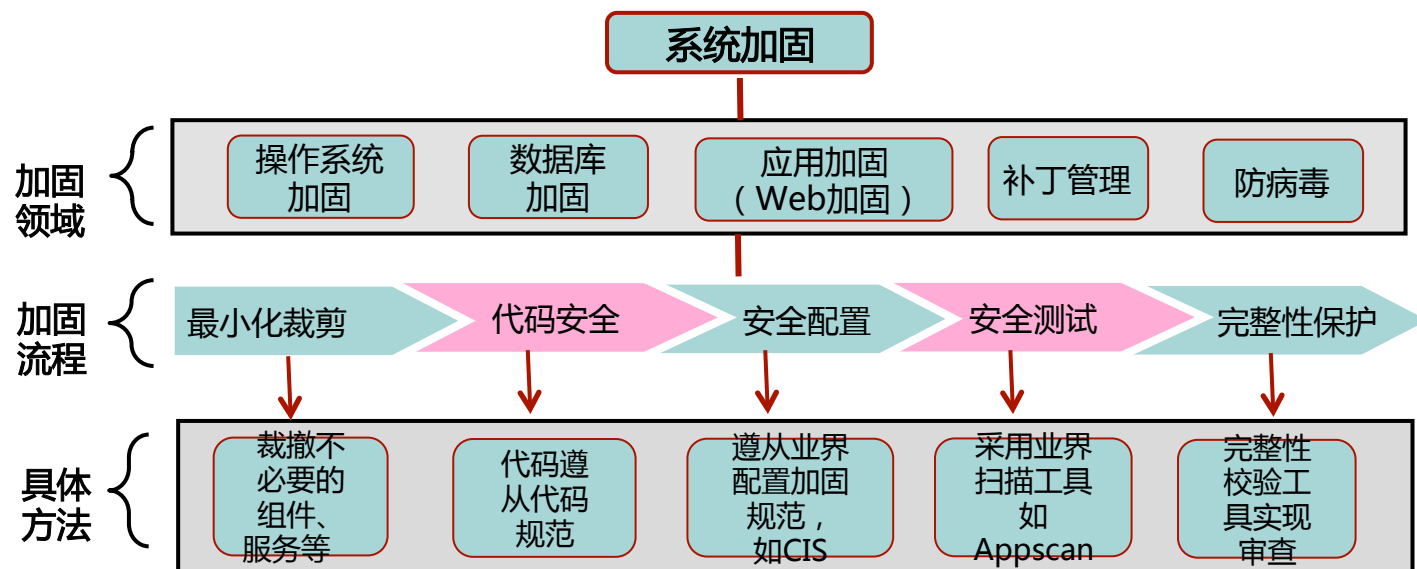 系统加固
加固
领域
操作系统
加固
数据库
加固
应用加固
（Web加固）
补丁管理
防病毒
加固
流程
最小化裁剪
代码安全
安全配置
安全测试
完整性保护
具体
方法
裁撤不
必要的
组件、
服务等
代码遵
从代码
规范
遵从业界
配置加固
规范，
如CIS
采用业界
扫描工具
如
Appscan
完整性
校验工
具实现
审查